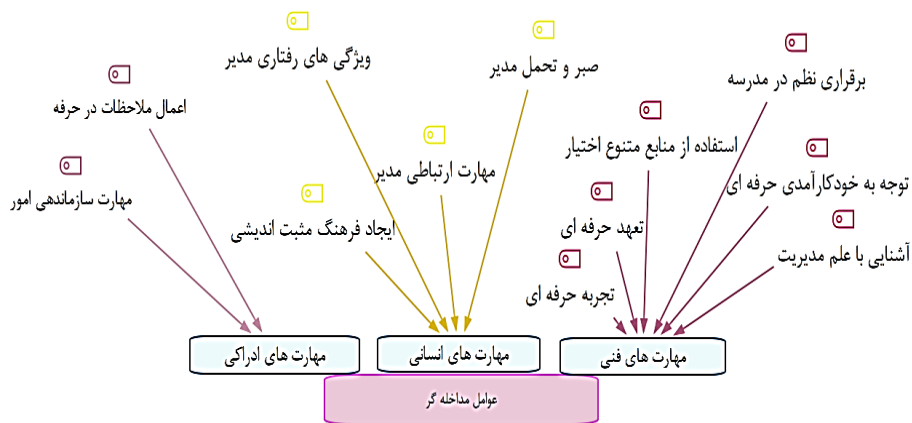 برقراری نظم در مدرسه
استفاده از منابع متنوع اختیار
توجه به خودکارآمدی حرفه ای
تعهد حرفه ای
آشنایی با علم مدیریت
تجربه حرفه ای
صبر و تحمل مدیر
ویژگی های رفتاری مدیر
مهارت ارتباطی مدیر
ایجاد فرهنگ مثبت اندیشی
اعمال ملاحظات در حرفه
مهارت سازماندهی امور
مهارت های فنی
مهارت های انسانی
مهارت های ادراکی
عوامل مداخله گر